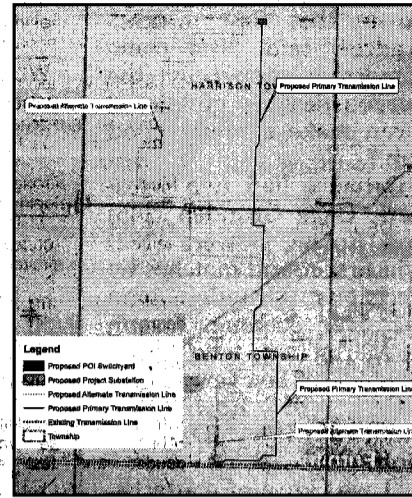 HARRISON TOW
Proposed Primary Transmission Line
Proposed Alternate Transmission Line
BENTON TOWNSHIP
Legend
Proposed POI Switchyard
Proposed Project Substation
Proposed Alternate Transmission Line
Proposed Primary Transmission Line
Existing Transmission Line
Township
Proposed Primary Transmission Line
Proposed Alternate Transmission Line